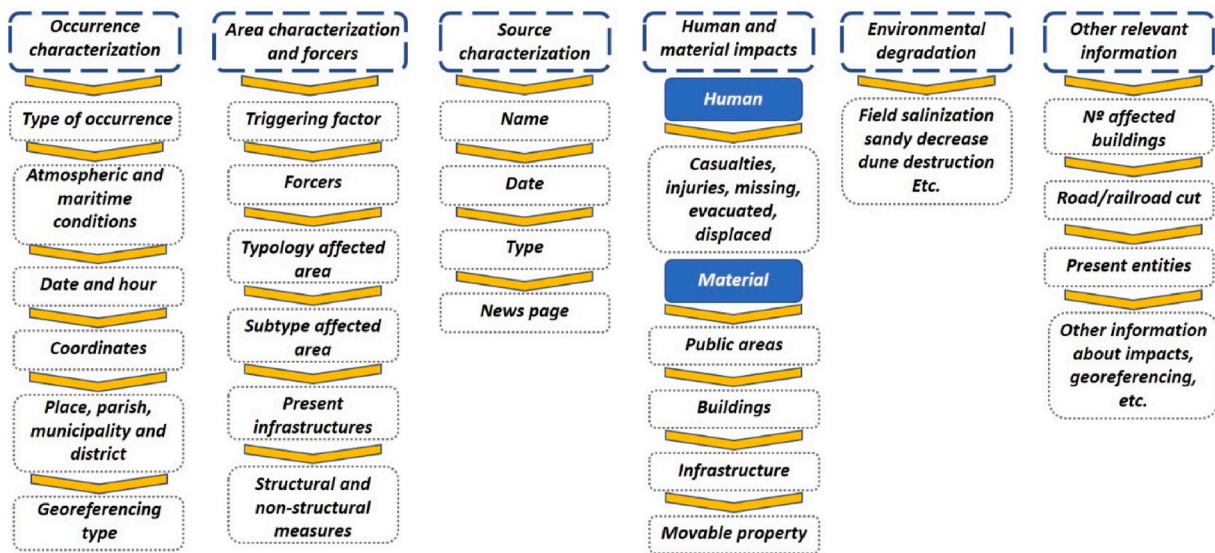 Occurrence
characterization
Type of occurrence
Atmospheric and
maritime
conditions
Date and hour
Coordinates
Place, parish,
municipality and
district
Georeferencing
type
Area characterization
and forcers
Triggering factor
Forcers
Typology affected
area
Subtype affected
area
Present
infrastructures
Structural and
non-structural
measures
Source
characterization
Name
Date
Type
News page
Human and
material impacts
Human
Casualties,
injuries, missing,
evacuated,
displaced
Material
Public areas
Buildings
Infrastructure
Movable property
Environmental
degradation
Field salinization
sandy decrease
dune destruction
Etc.
Other relevant
information
Nº affected
buildings
Road/railroad cut
Present entities
Other information
about impacts,
georeferencing,
etc.